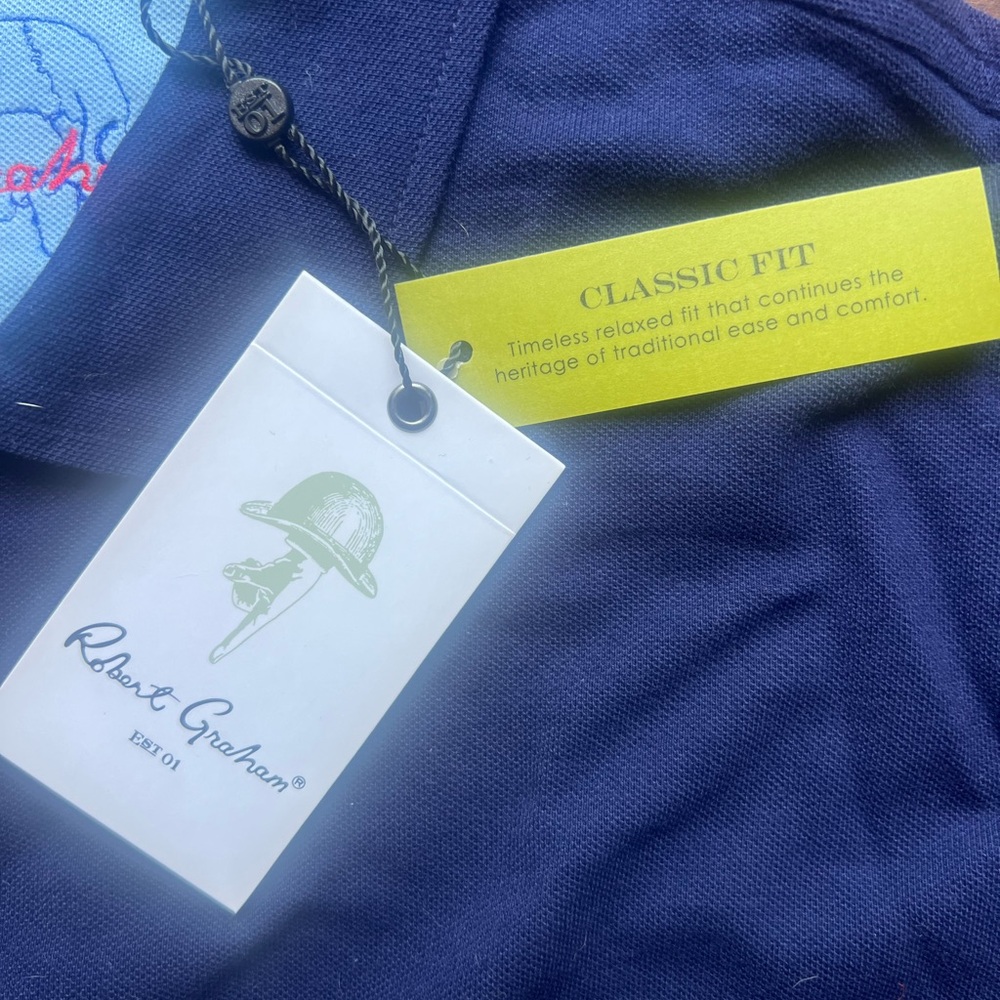 CLASSIC FIT
Timeless relaxed fit that continues the
heritage of traditional ease and comfort.
Robert Graham®
EST 01